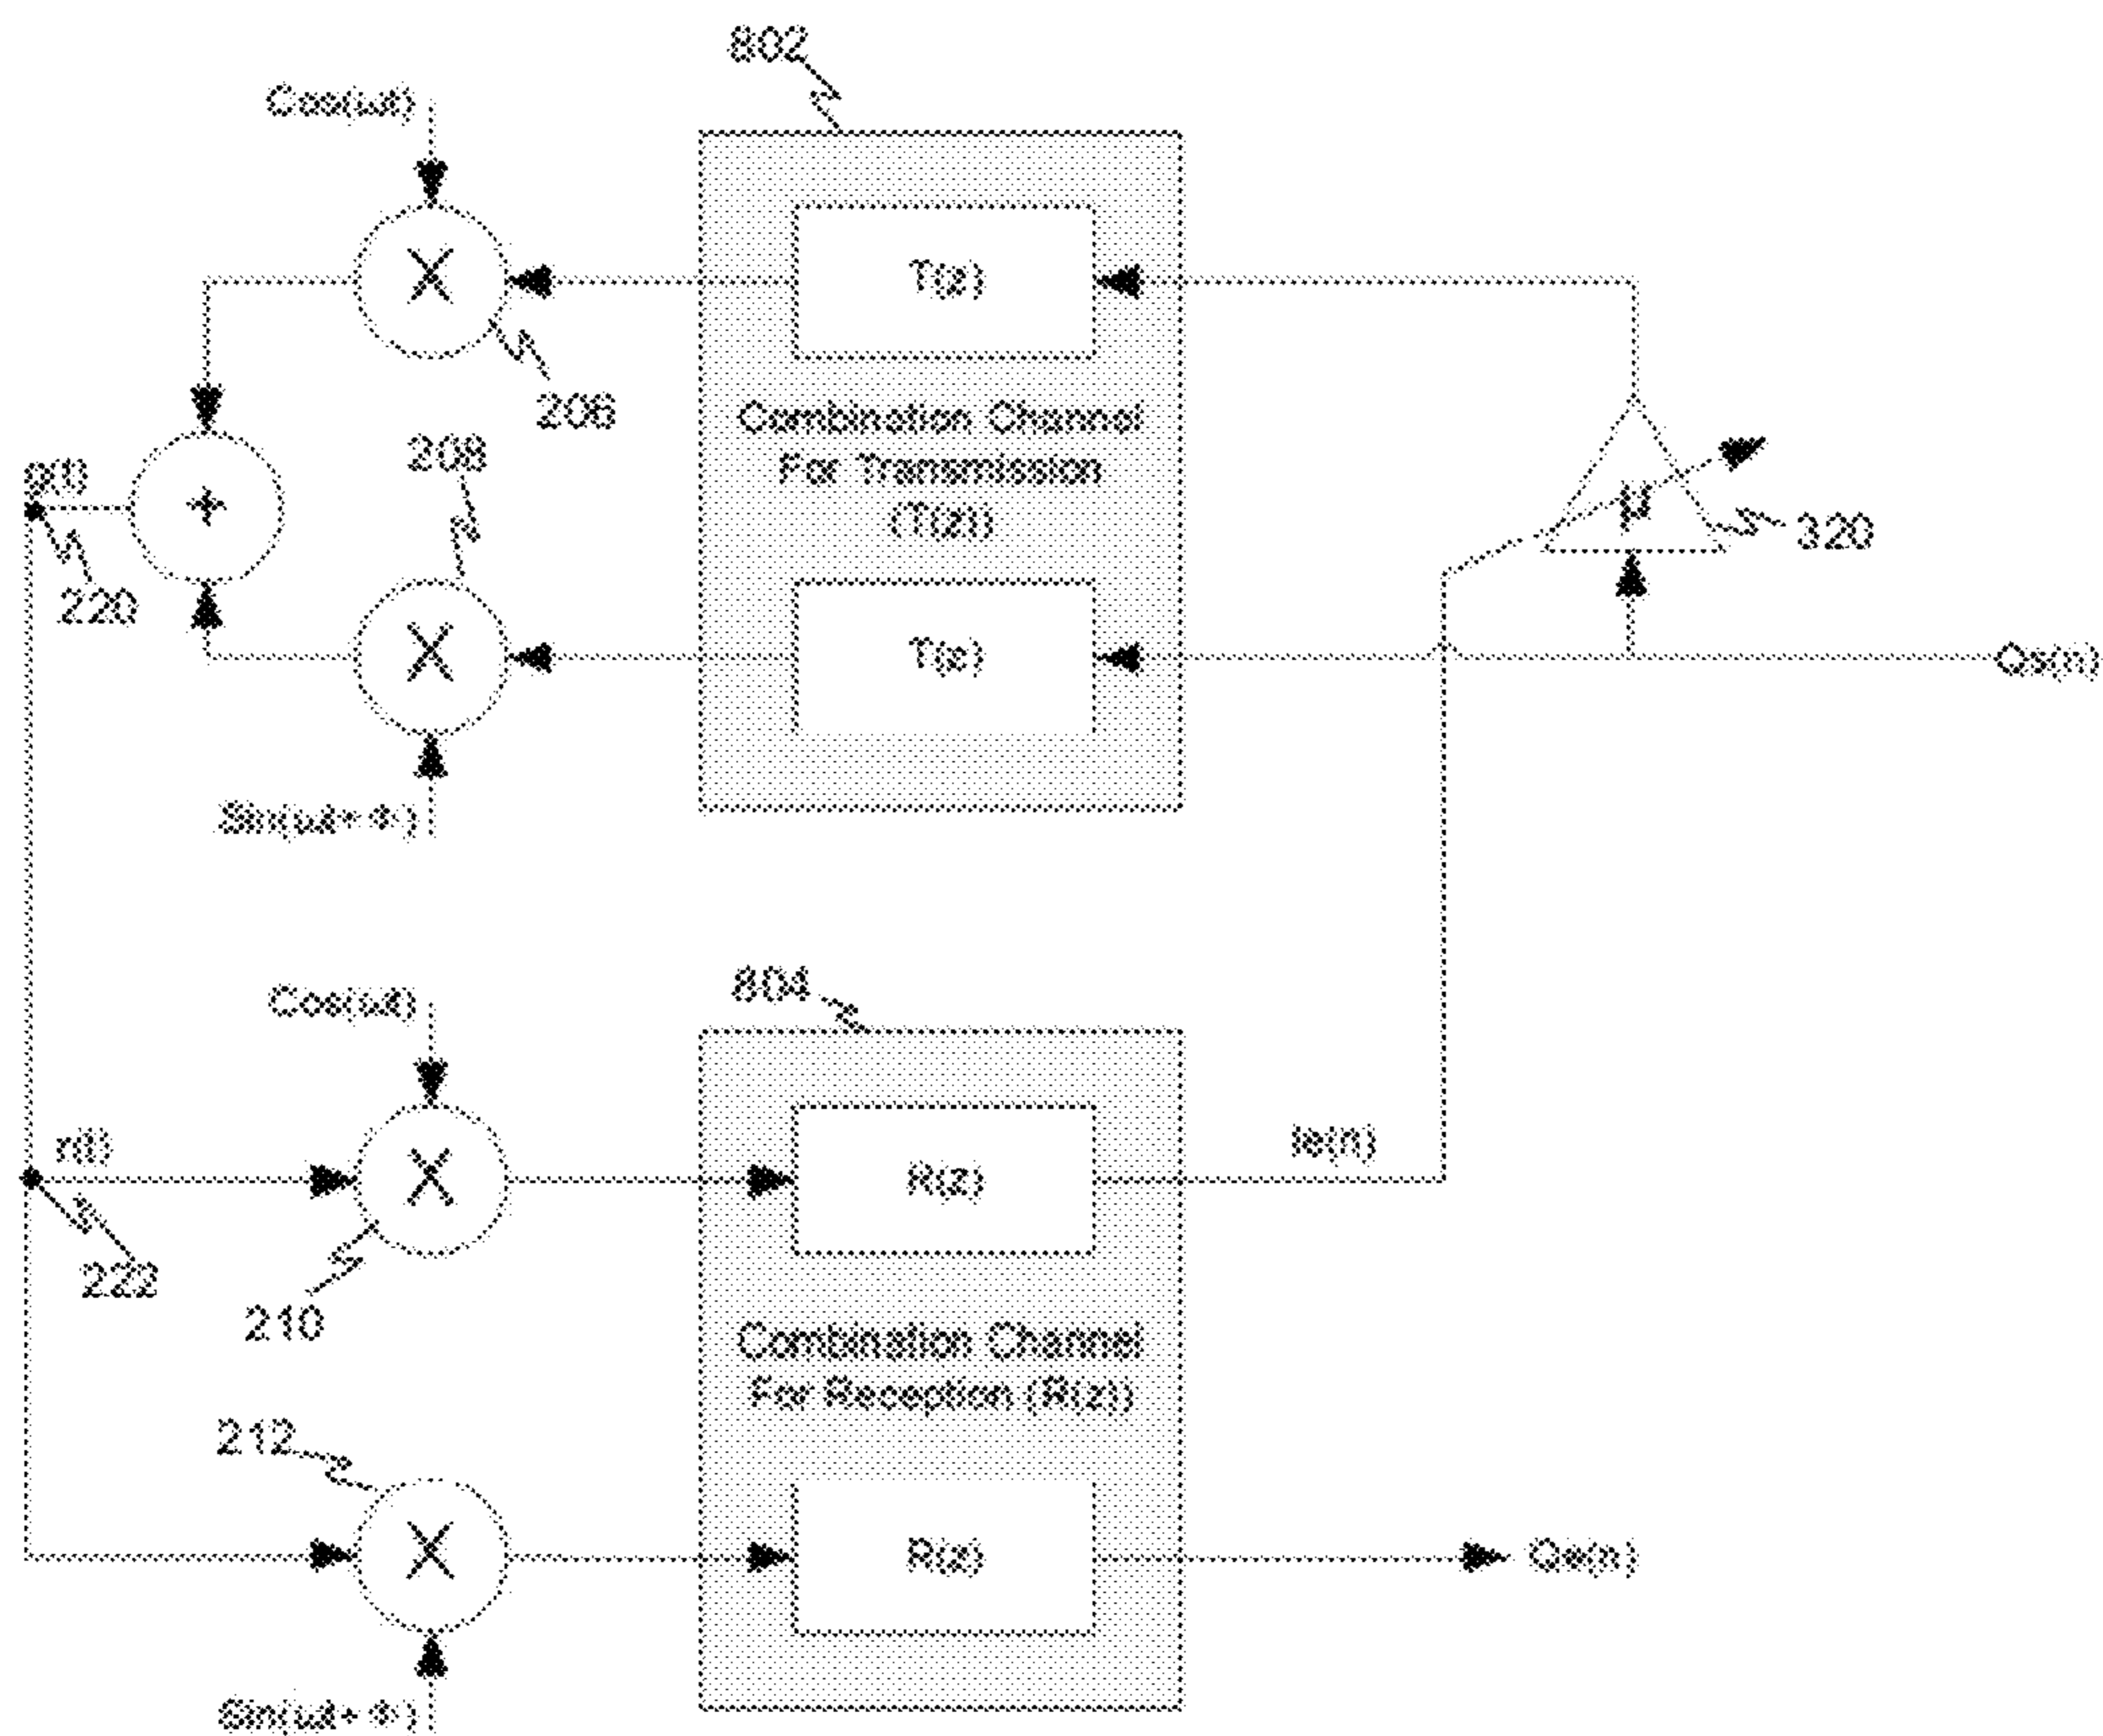 802
Cos(ωt)
X
T(z)
206
Combination Channel
For Transmission
(T(z))
208
g(t)
+
μ
320
220
X
T(z)
Qs(n)
Sin(ωt+Φ)
804
Cos(ωt)
r(t)
X
R(z)
Ie(n)
222
210
Combination Channel
For Reception (R(z))
212
X
R(z)
Qe(n)
Sin(ωt+Φ)